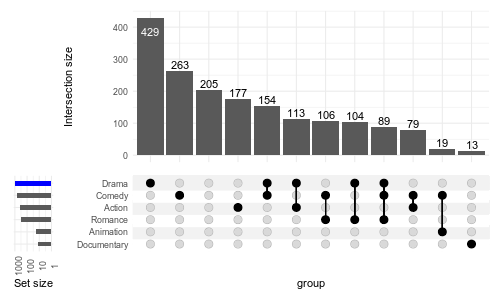 400
300
200
100
0
Intersection size
429
263
205
177
154
113
106
104
89
79
19
13
Drama
Comedy
Action
Romance
Animation
Documentary
1000
100
10
1
Set size
group